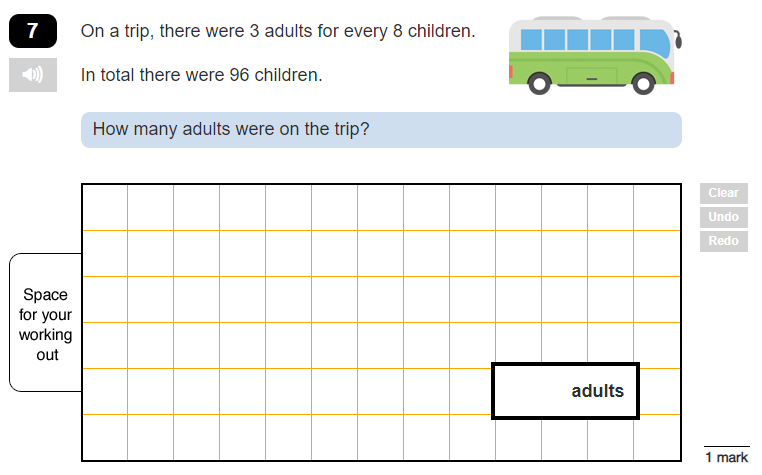 7
On a trip, there were 3 adults for every 8 children.
In total there were 96 children.
How many adults were on the trip?
Clear
Undo
Redo
Space
for your
working
out
adults
1 mark